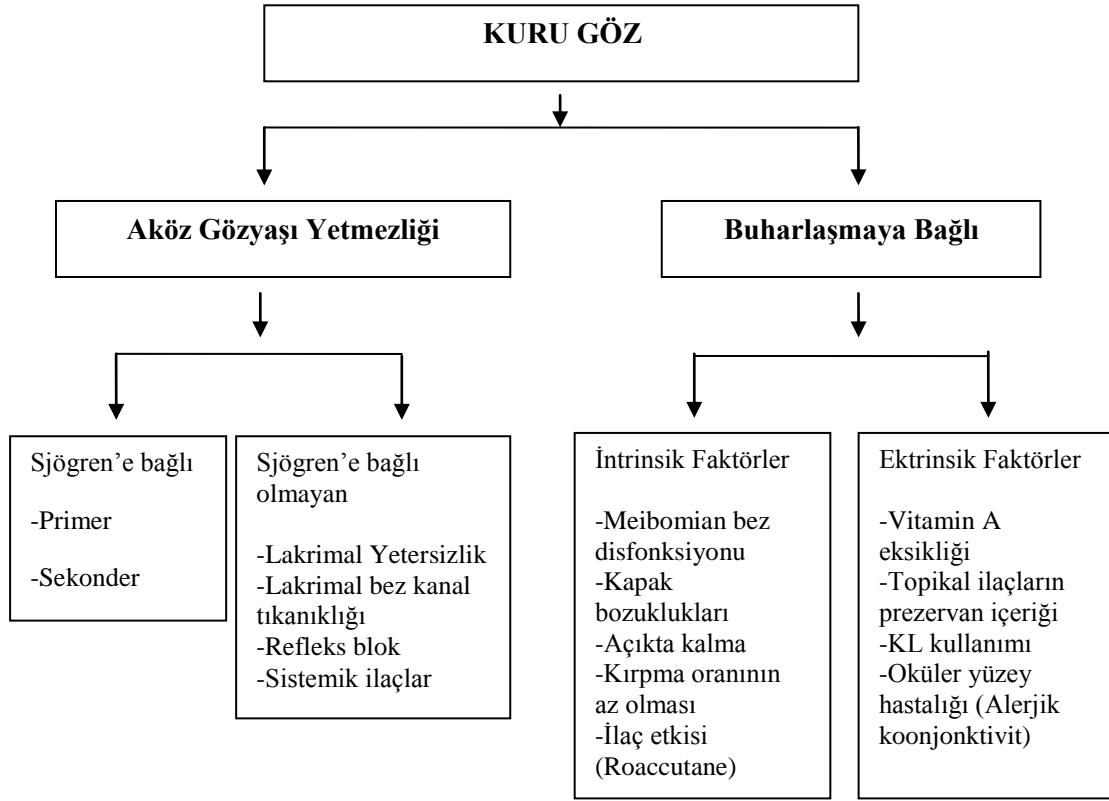 KURU GÖZ
Aköz Gözyaşı Yetmezliği
Buharlaşmaya Bağlı
Sjögren’e bağlı
-Primer
-Sekonder
Sjögren’e bağlı
olmayan
-Lakrimal Yetersizlik
-Lakrimal bez kanal
tıkanıklığı
-Refleks blok
-Sistemik ilaçlar
İntrinsik Faktörler
-Meibomian bez
disfonksiyonu
-Kapak
bozuklukları
-Açıkta kalma
-Kırpma oranının
az olması
-İlaç etkisi
(Roaccutane)
Ektrinsik Faktörler
-Vitamin A
eksikliği
-Topikal ilaçların
prezervan içeriği
-KL kullanımı
-Oküler yüzey
hastalığı (Alerjik
koonjonktivit)